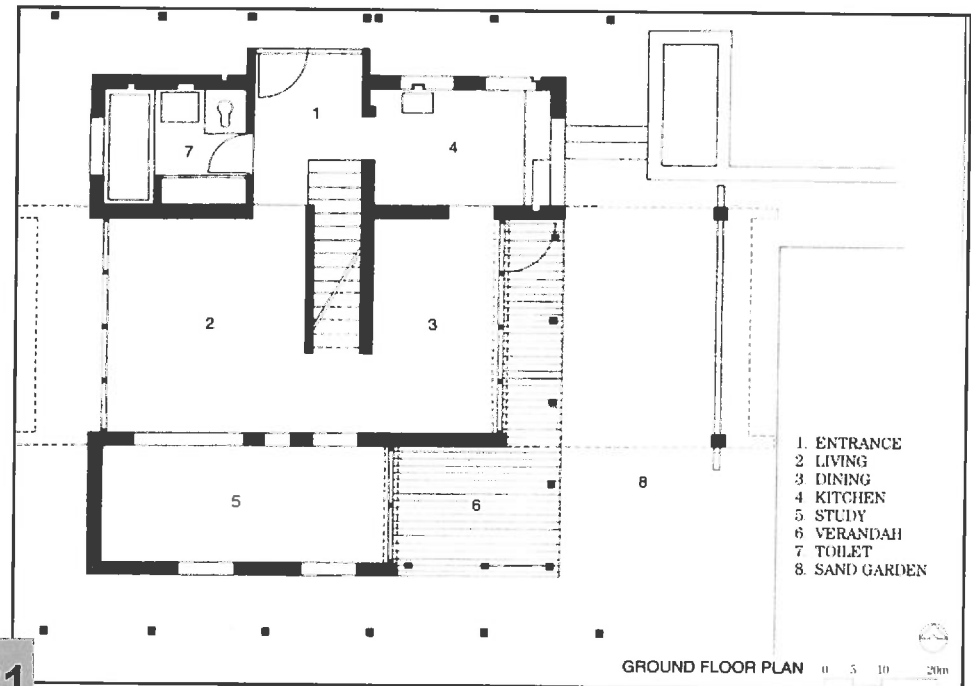 1
7
4
2
3
5
6
8
1. ENTRANCE
2 LIVING
3 DINING
4 KITCHEN
5. STUDY
6 VERANDAH
7 TOILET
8. SAND GARDEN
GROUND FLOOR PLAN 0 5 10 20m
1